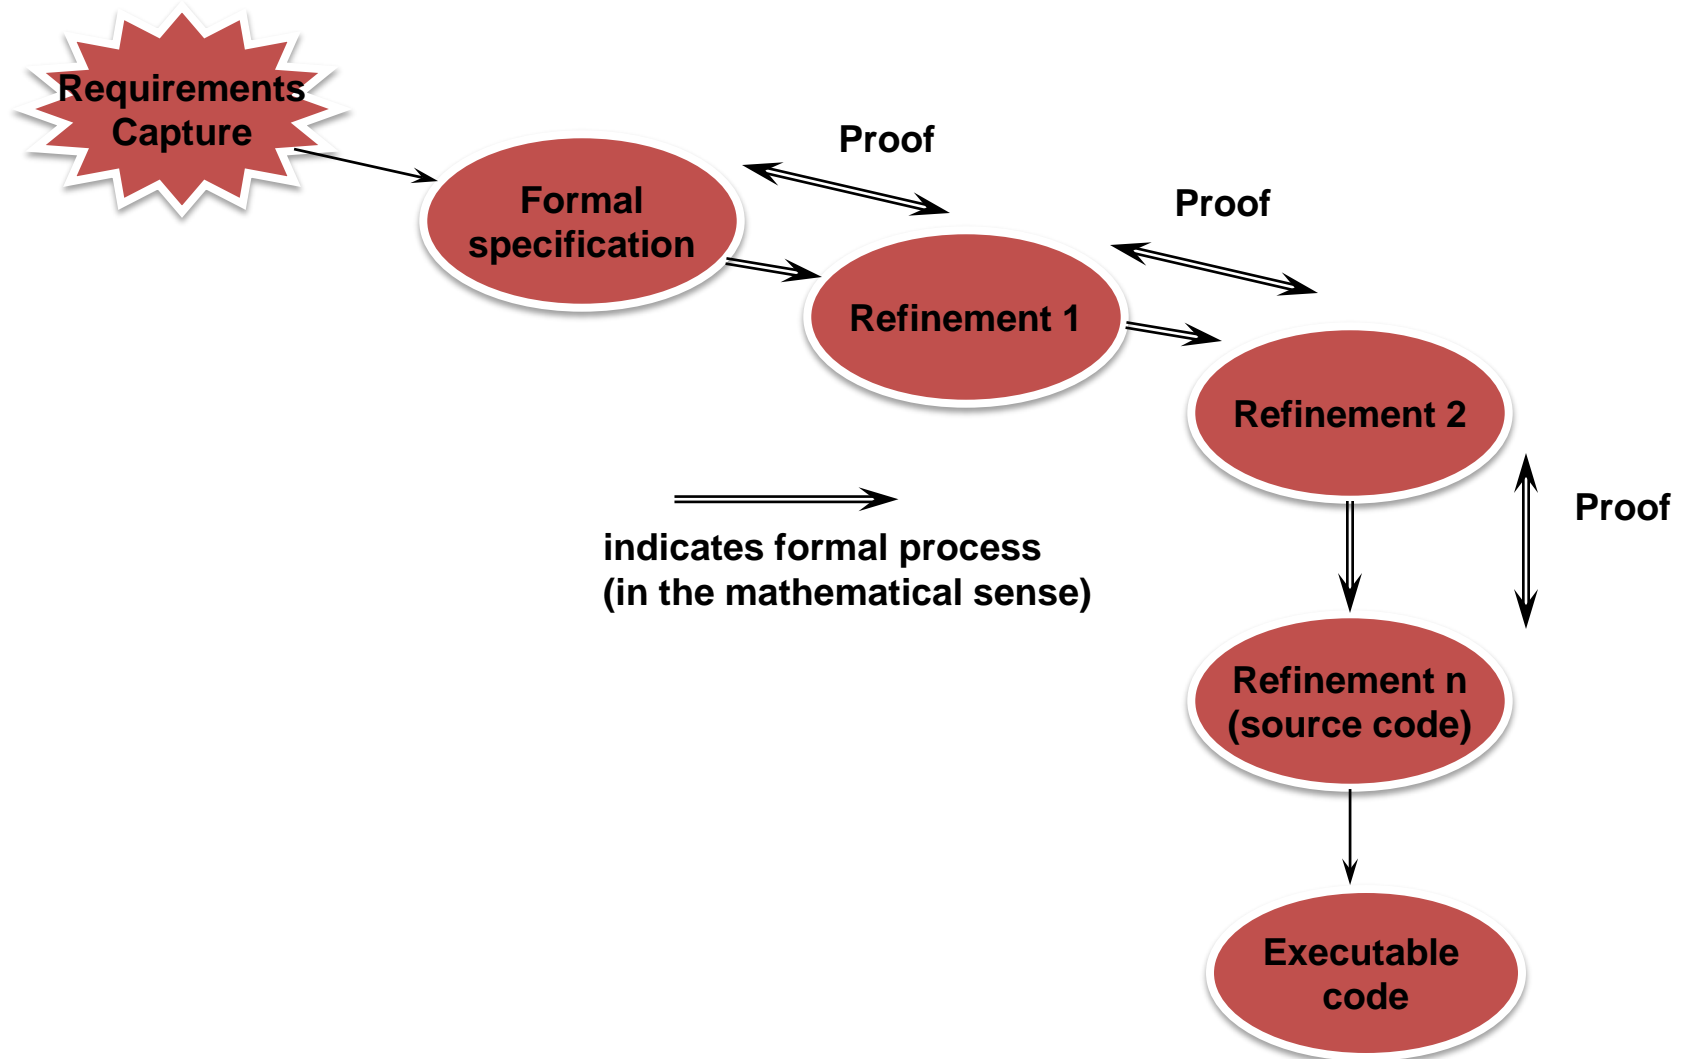 Requirements
Capture
Proof
Formal
specification
Proof
Refinement 1
Refinement 2
Proof
indicates formal process
(in the mathematical sense)
Refinement n
(source code)
Executable
code